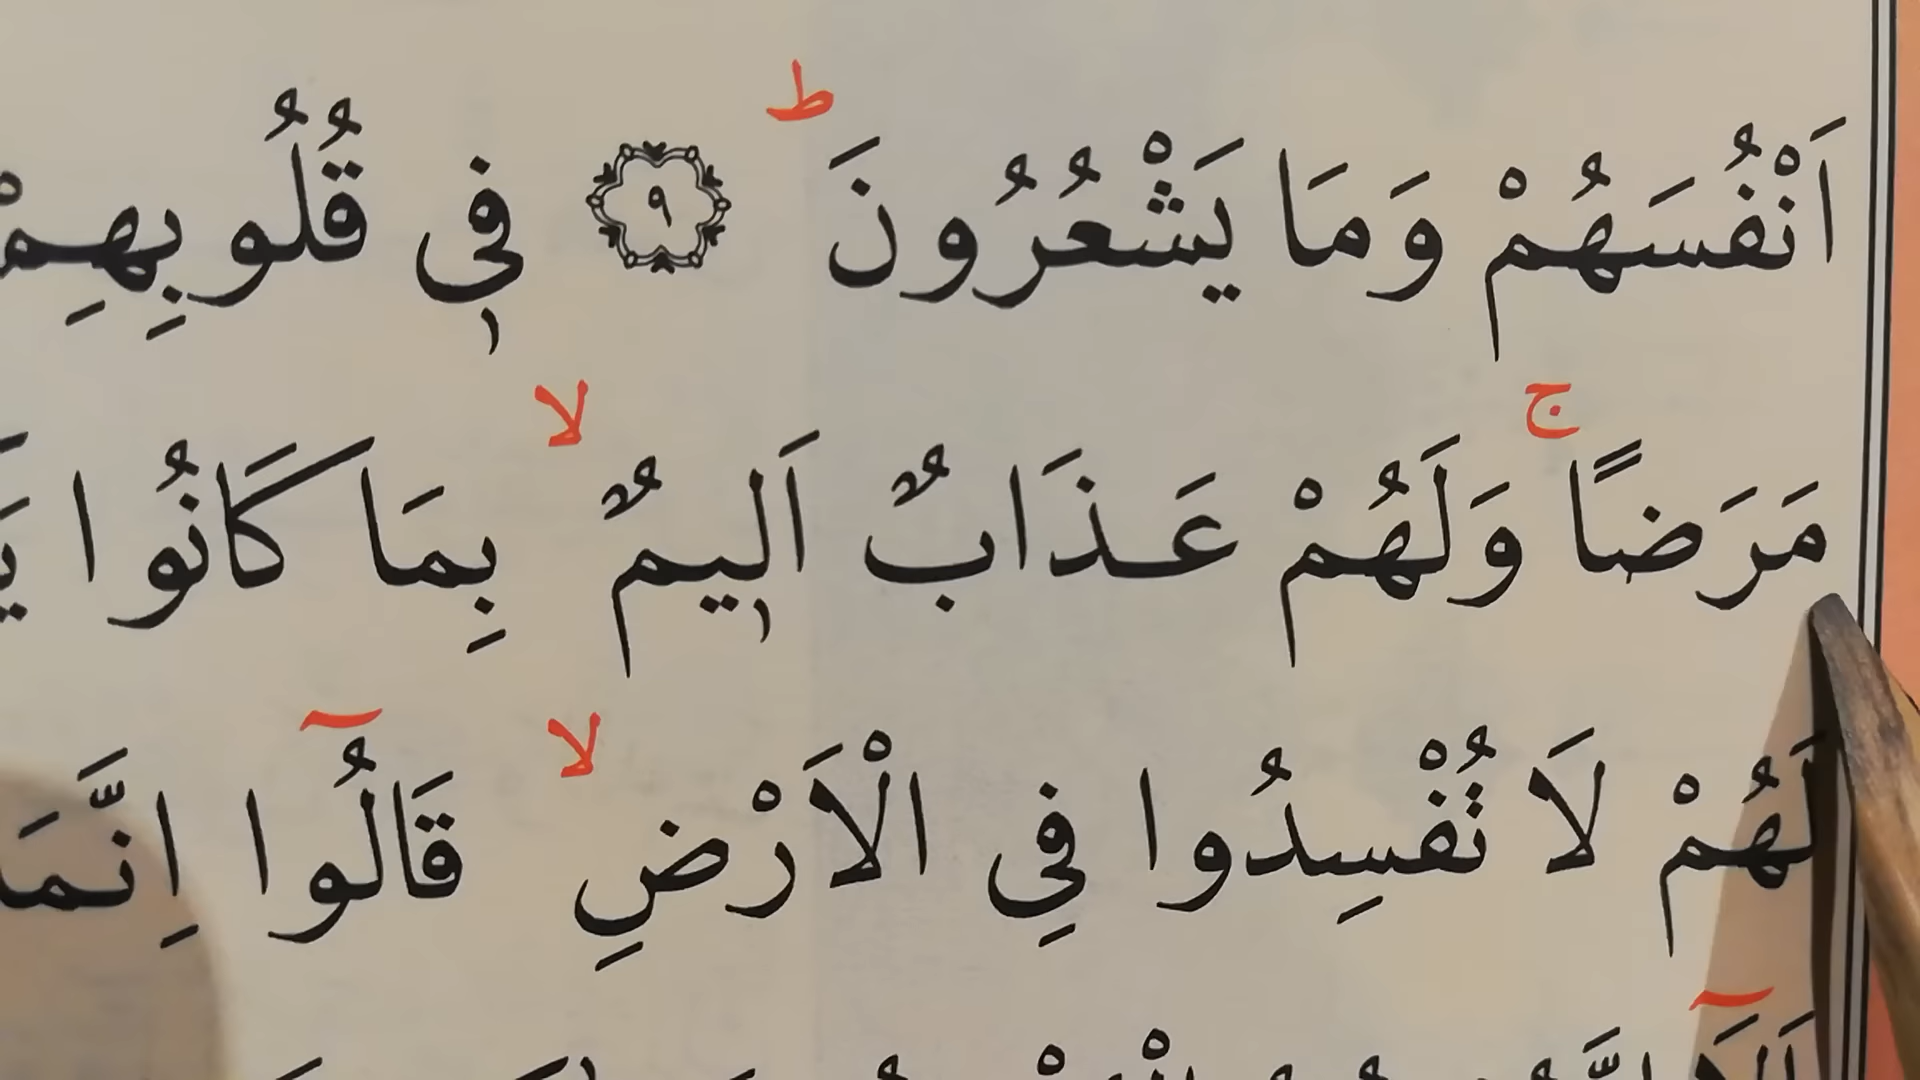 اَنْفُسَهُمْ وَمَا يَشْعُرُونَ ط ٩ فٖى قُلُوبِهِمْ
مَرَضًا ج وَلَهُمْ عَذَابٌ اَلٖيمٌ لا بِمَا كَانُوا
لَهُمْ لَا تُفْسِدُوا فِى الْاَرْضِ لا قَالُٓوا اِنَّمَا